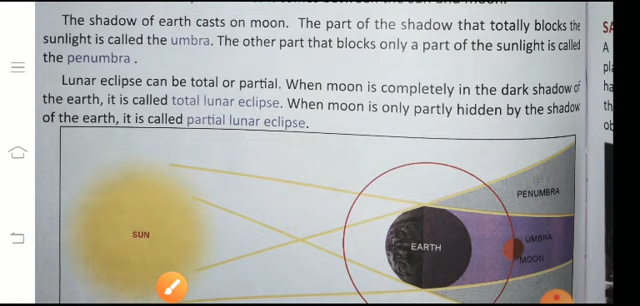 The shadow of earth casts on moon. The part of the shadow that totally blocks the
sunlight is called the umbra. The other part that blocks only a part of the sunlight is called
the penumbra .
Lunar eclipse can be total or partial. When moon is completely in the dark shadow of
the earth, it is called total lunar eclipse. When moon is only partly hidden by the shadow
of the earth, it is called partial lunar eclipse.
PENUMBRA
SUN
EARTH
UMBRA
MOON
A